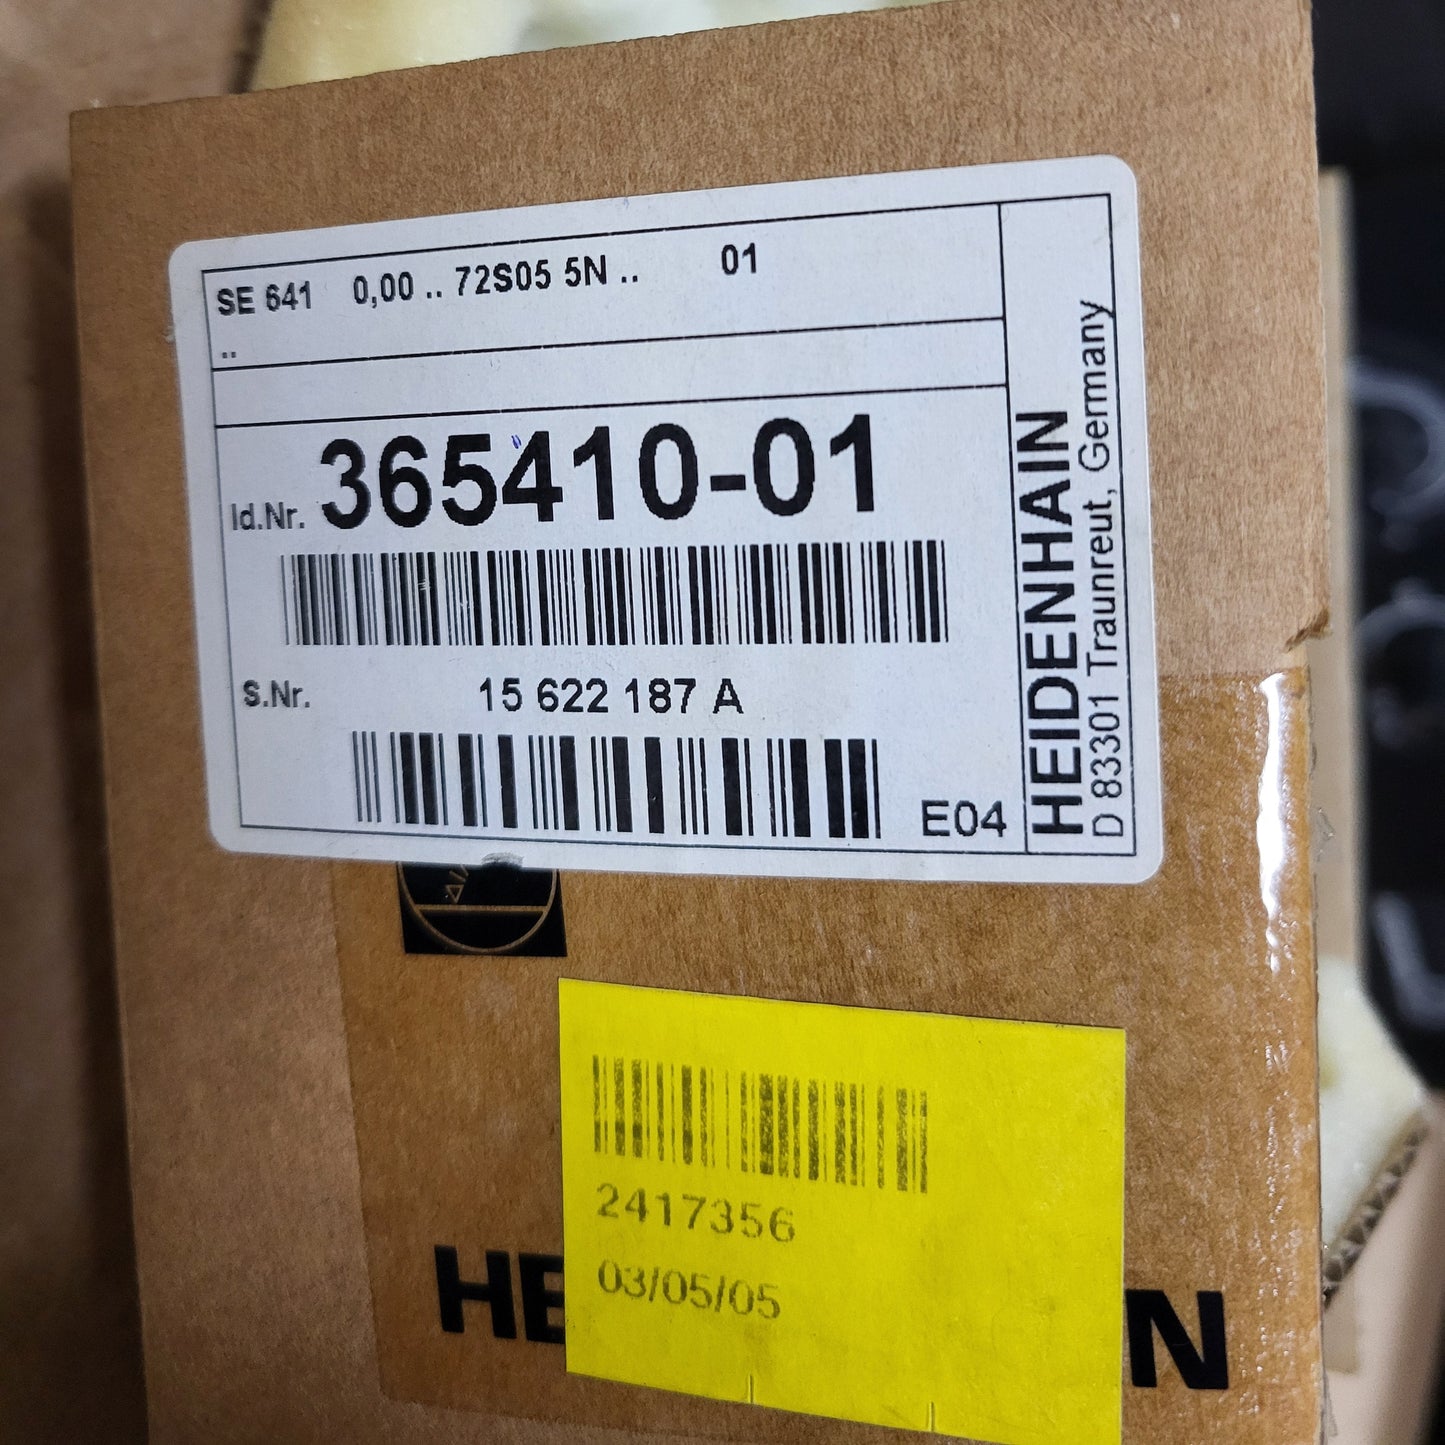 SE 641 0,00 .. 72S05 5N .. 01
..
Id.Nr. 365410-01
S.Nr. 15 622 187 A
E04
HEIDENHAIN
D 83301 Traunreut, Germany
2417356
03/05/05
HE
N